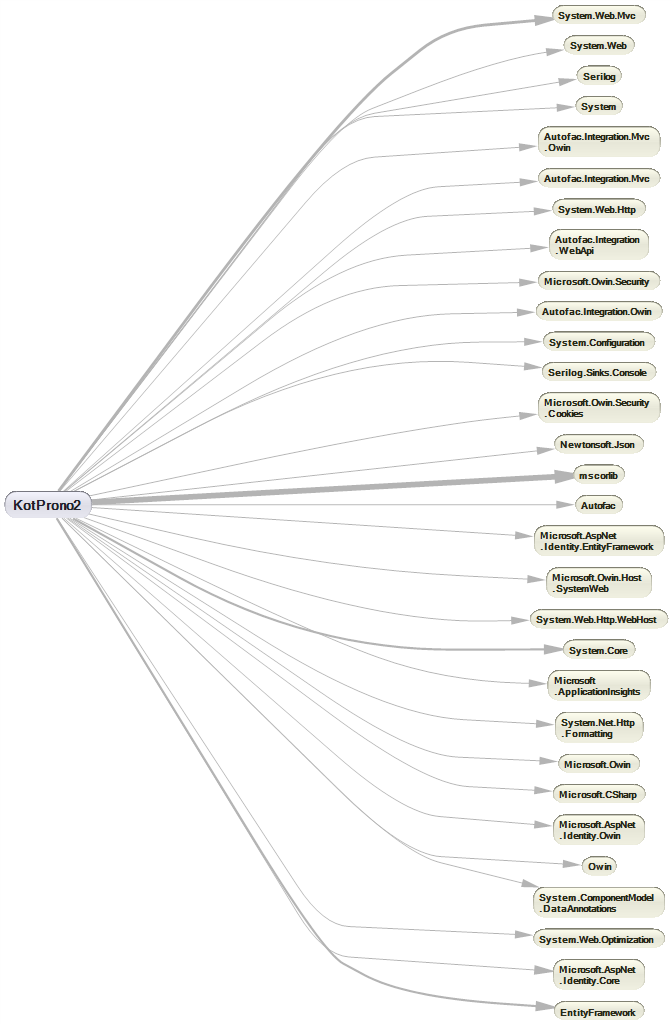 System.Web.Mvc
System.Web
Serilog
System
Autofac.Integration.Mvc
.Owin
Autofac.Integration.Mvc
System.Web.Http
Autofac.Integration
.WebApi
Microsoft.Owin.Security
Autofac.Integration.Owin
System.Configuration
Serilog.Sinks.Console
Microsoft.Owin.Security
.Cookies
Newtonsoft.Json
mscorlib
KotProno2
Autofac
Microsoft.AspNet
.Identity.EntityFramework
Microsoft.Owin.Host
.SystemWeb
System.Web.Http.WebHost
System.Core
Microsoft
.ApplicationInsights
System.Net.Http
.Formatting
Microsoft.Owin
Microsoft.CSharp
Microsoft.AspNet
.Identity.Owin
Owin
System.ComponentModel
.DataAnnotations
System.Web.Optimization
Microsoft.AspNet
.Identity.Core
EntityFramework